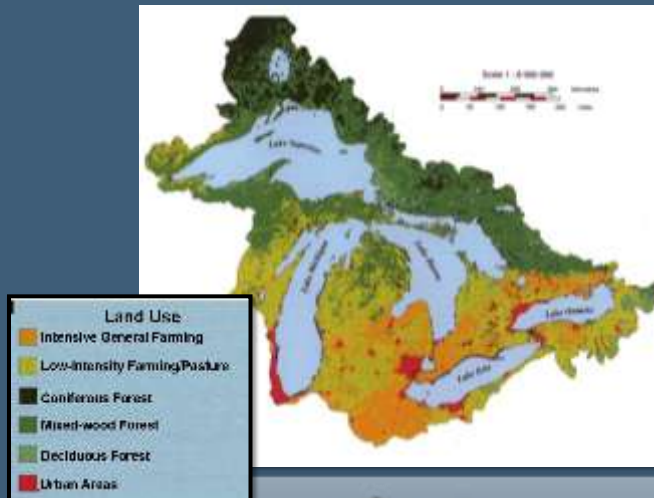 Lake Superior
Lake Michigan
Lake Huron
Lake Ontario
Lake Erie
Land Use
Intensive General Farming
Low-Intensity Farming/Pasture
Coniferous Forest
Mixed-wood Forest
Deciduous Forest
Urban Areas